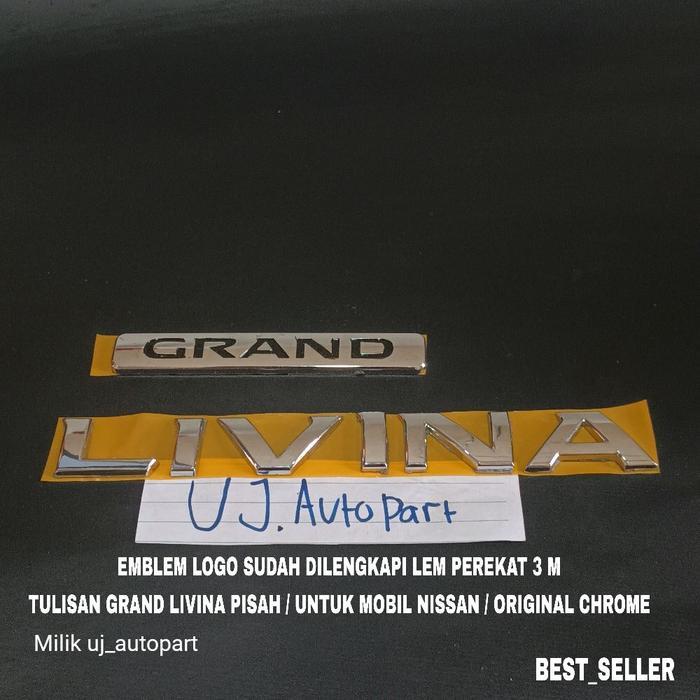 GRAND
LIVINA
UJ. Autopart
EMBLEM LOGO SUDAH DILENGKAPI LEM PEREKAT 3 M
TULISAN GRAND LIVINA PISAH / UNTUK MOBIL NISSAN / ORIGINAL CHROME
Milik uj_autopart
BEST_SELLER